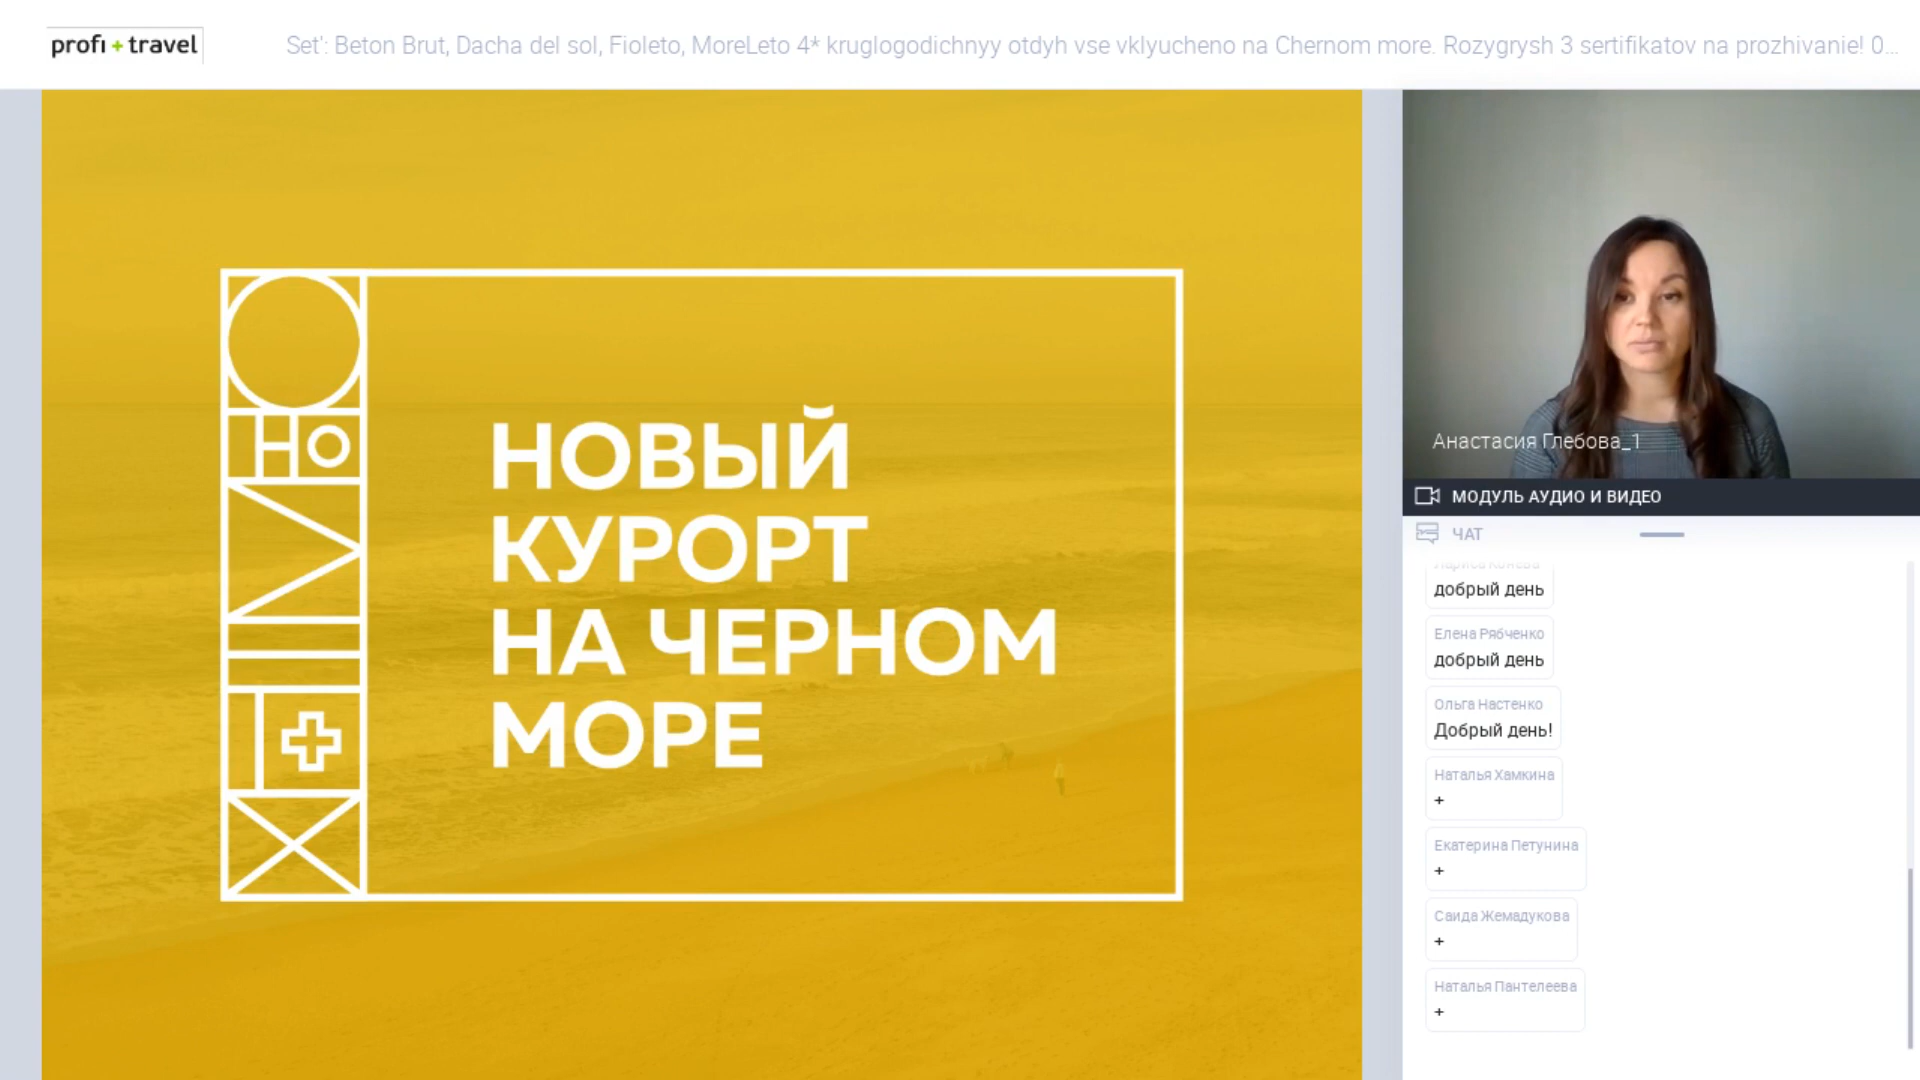 profi + travel
Set': Beton Brut, Dacha del sol, Fioleto, MoreLeto 4* kruglogodichnyy otdyh vse vklyucheno na Chernom more. Rozygrysh 3 sertifikatov na prozhivanie! 0...
НОВЫЙ
КУРОРТ
НА ЧЕРНОМ
МОРЕ
Анастасия Глебова_1
МОДУЛЬ АУДИО И ВИДЕО
ЧАТ
добрый день
Елена Рябченко
добрый день
Ольга Настенко
Добрый день!
Наталья Хамкина
+
Екатерина Петунина
+
Саида Жемадукова
+
Наталья Пантелеева
+